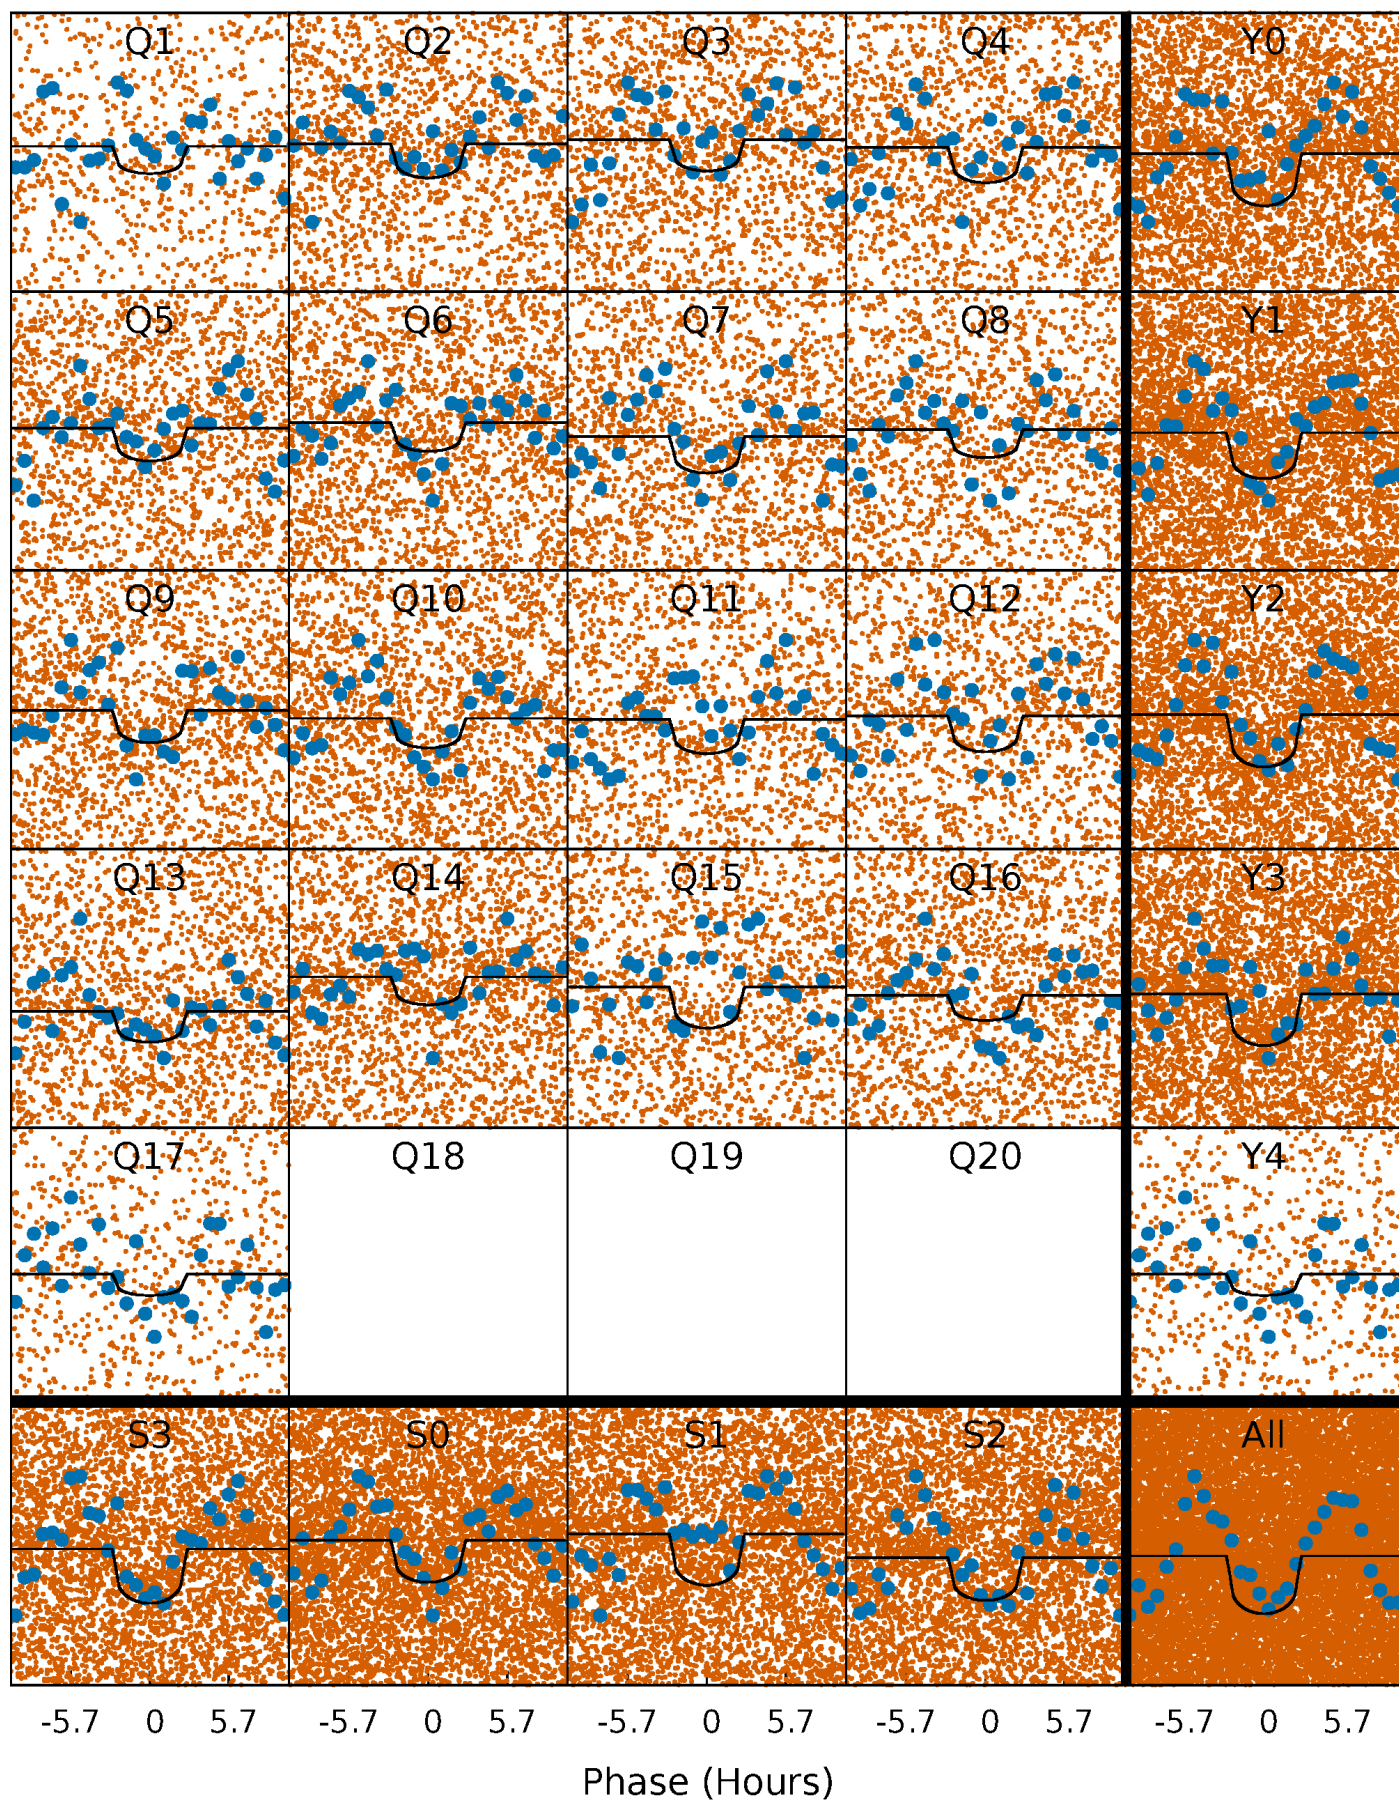 Q1 Q2 Q3 Q4 Y0
Q5 Q6 Q7 Q8 Y1
Q9 Q10 Q11 Q12 Y2
Q13 Q14 Q15 Q16 Y3
Q17 Q18 Q19 Q20 Y4
S3 S0 S1 S2 All
-5.7 0 5.7 -5.7 0 5.7 -5.7 0 5.7 -5.7 0 5.7 -5.7 0 5.7
Phase (Hours)